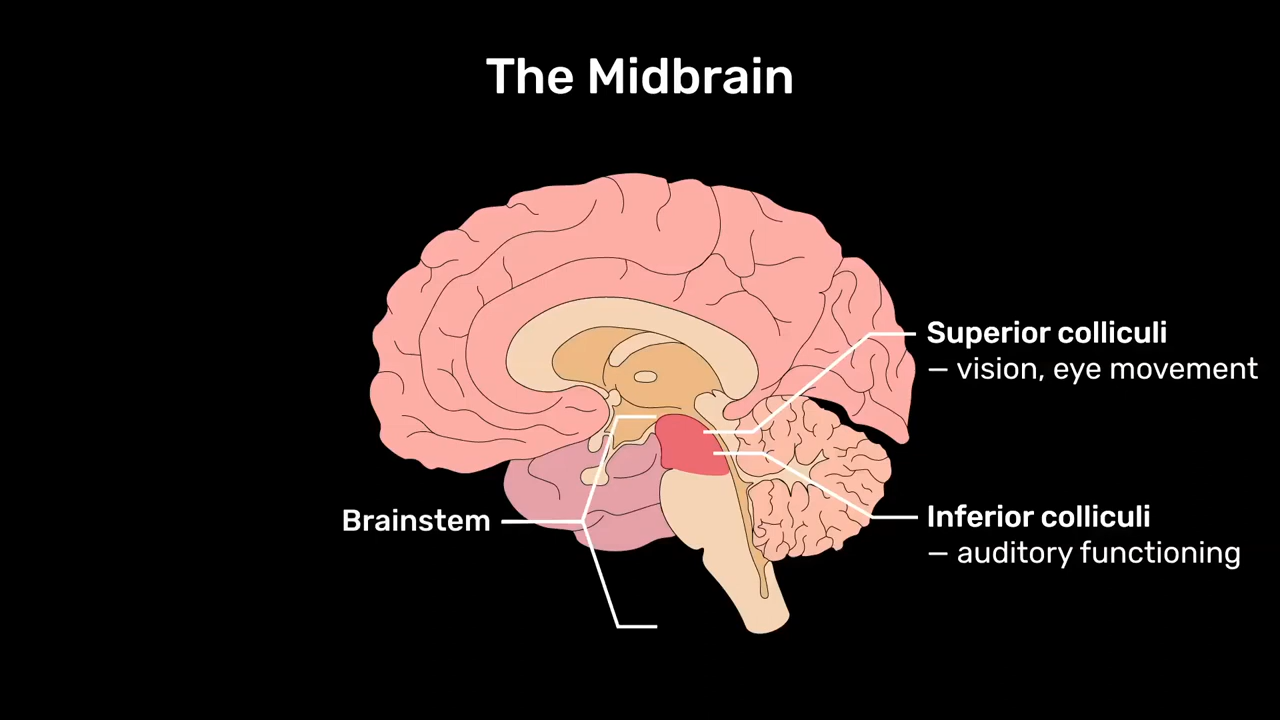 The Midbrain
Superior colliculi
– vision, eye movement
Brainstem
Inferior colliculi
– auditory functioning